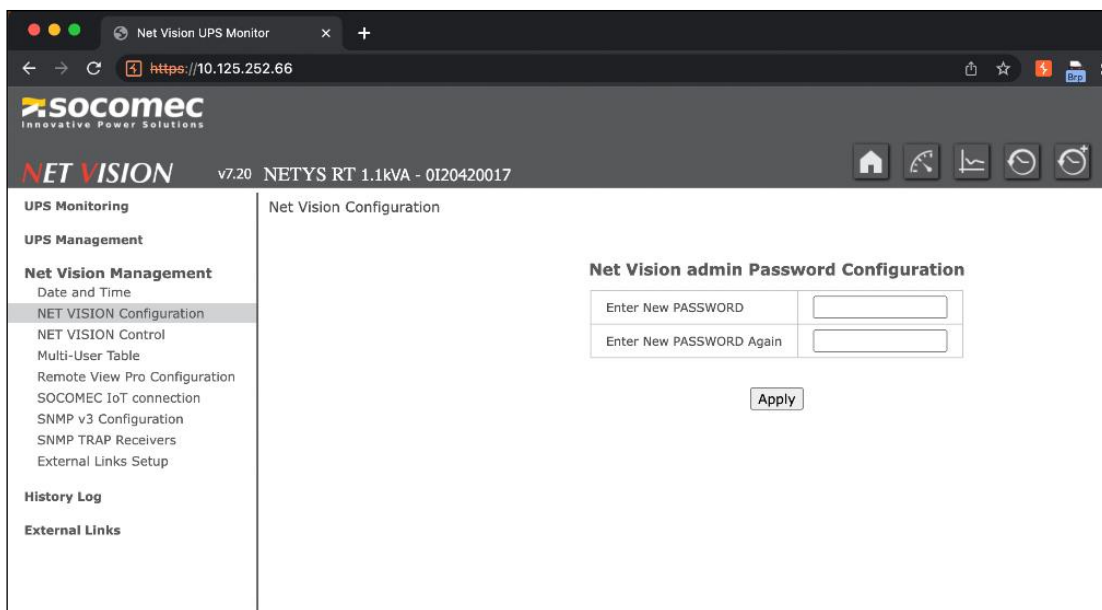 Net Vision UPS Monitor
https://10.125.252.66
Brp
socomec
Innovative Power Solutions
NET VISION v7.20 NETYS RT 1.1kVA - 0I20420017
UPS Monitoring
UPS Management
Net Vision Management
Date and Time
NET VISION Configuration
NET VISION Control
Multi-User Table
Remote View Pro Configuration
SOCOMEC IoT connection
SNMP v3 Configuration
SNMP TRAP Receivers
External Links Setup
History Log
External Links
Net Vision Configuration
Net Vision admin Password Configuration
Enter New PASSWORD
Enter New PASSWORD Again
Apply